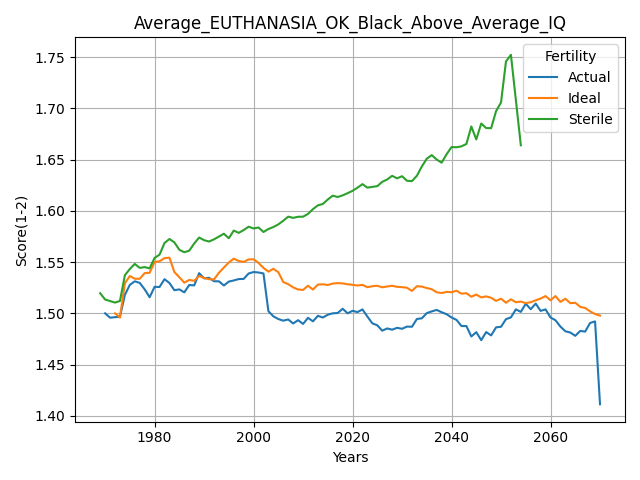 Average_EUTHANASIA_OK_Black_Above_Average_IQ
Fertility
Actual
Ideal
Sterile
Score(1-2)
1.75
1.70
1.65
1.60
1.55
1.50
1.45
1.40
1980
2000
2020
2040
2060
Years